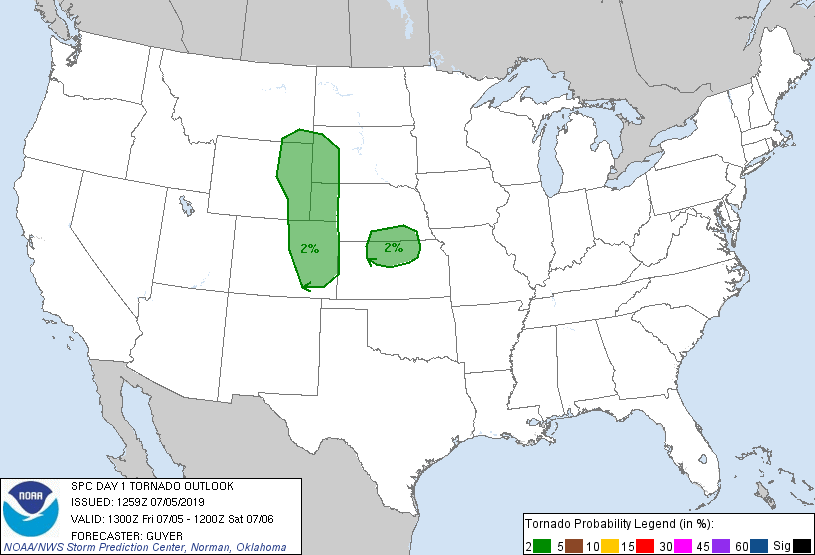 2%
2%
NOAA
SPC DAY 1 TORNADO OUTLOOK
ISSUED: 1259Z 07/05/2019
VALID: 1300Z Fri 07/05 - 1200Z Sat 07/06
FORECASTER: GUYER
NOAA/NWS Storm Prediction Center, Norman, Oklahoma
Tornado Probability Legend (in %):
2 5 10 15 30 45 60 Sig